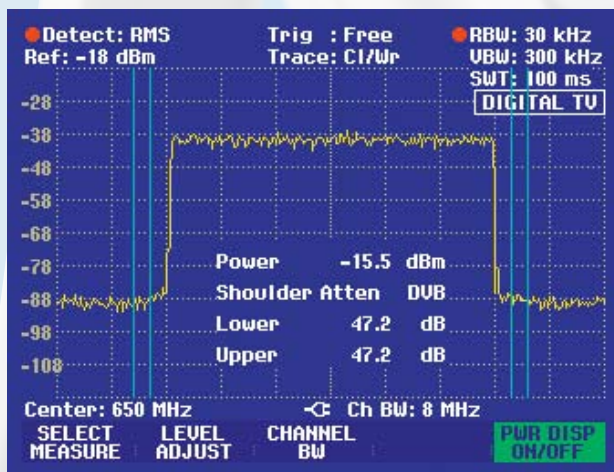 Detect: RMS Trig : Free RBW: 30 kHz
Ref: -18 dBm Trace: Cl/Wr VBW: 300 kHz
SWT: 100 ms
DIGITAL TV
-28
-38
-48
-58
-68
-78
-88
-98
-108
Power -15.5 dBm
Shoulder Atten DVB
Lower 47.2 dB
Upper 47.2 dB
Center: 650 MHz Ch BW: 8 MHz
SELECT MEASURE
LEVEL ADJUST
CHANNEL BW
PWR DISP ON/OFF